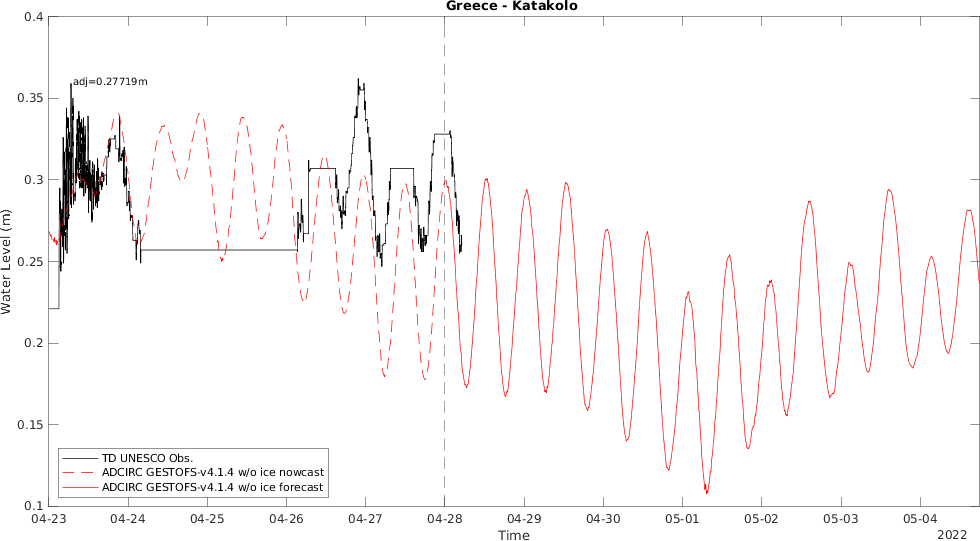 Greece - Katakolo
0.4
0.35
0.3
0.25
0.2
0.15
0.1
Water Level (m)
adj=0.27719m
TD UNESCO Obs.
ADCIRC GESTOFS-v4.1.4 w/o ice nowcast
ADCIRC GESTOFS-v4.1.4 w/o ice forecast
04-23 04-24 04-25 04-26 04-27 04-28 04-29 04-30 05-01 05-02 05-03 05-04
Time
2022